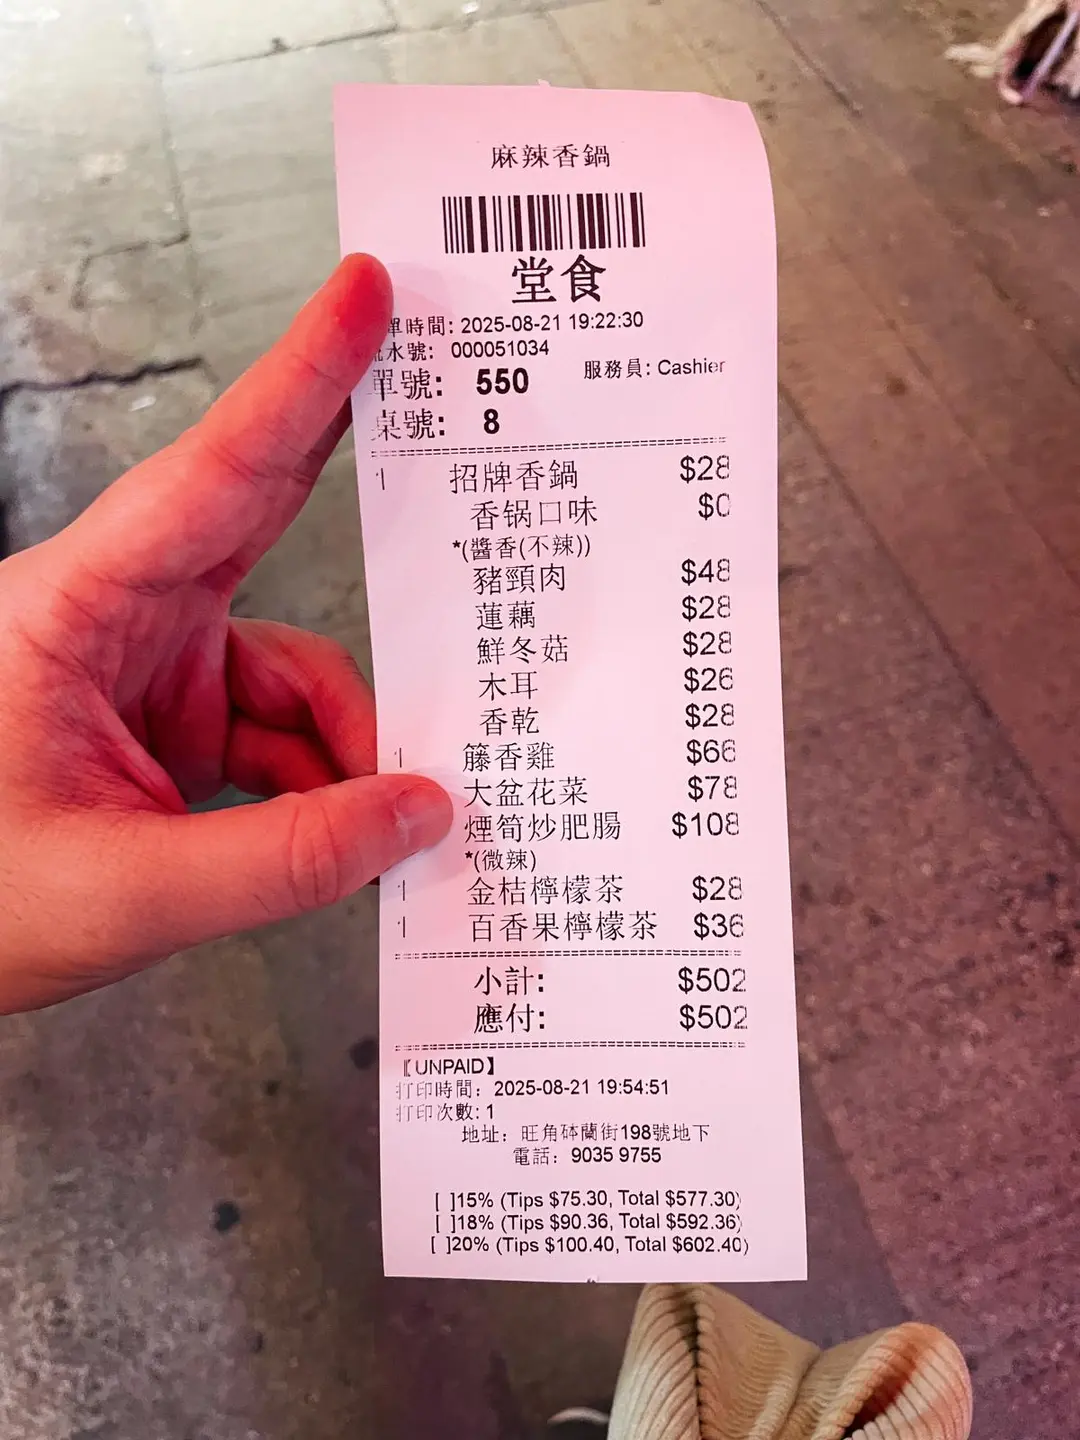 麻辣香鍋
堂食
單時間: 2025-08-21 19:22:30
水號: 000051034
單號: 550 服務員: Cashier
桌號: 8
1 招牌香鍋 $28
香锅口味 $0
*(醬香(不辣))
豬頸肉 $48
蓮藕 $28
鮮冬菇 $28
木耳 $26
香乾 $28
1 籐香雞 $66
大盆花菜 $78
煙筍炒肥腸 $108
*(微辣)
1 金桔檸檬茶 $28
1 百香果檸檬茶 $36
小計: $502
應付: $502
【UNPAID】
打印時間: 2025-08-21 19:54:51
打印次數: 1
地址: 旺角砵蘭街198號地下
電話: 9035 9755
[ ]15% (Tips $75.30, Total $577.30)
[ ]18% (Tips $90.36, Total $592.36)
[ ]20% (Tips $100.40, Total $602.40)